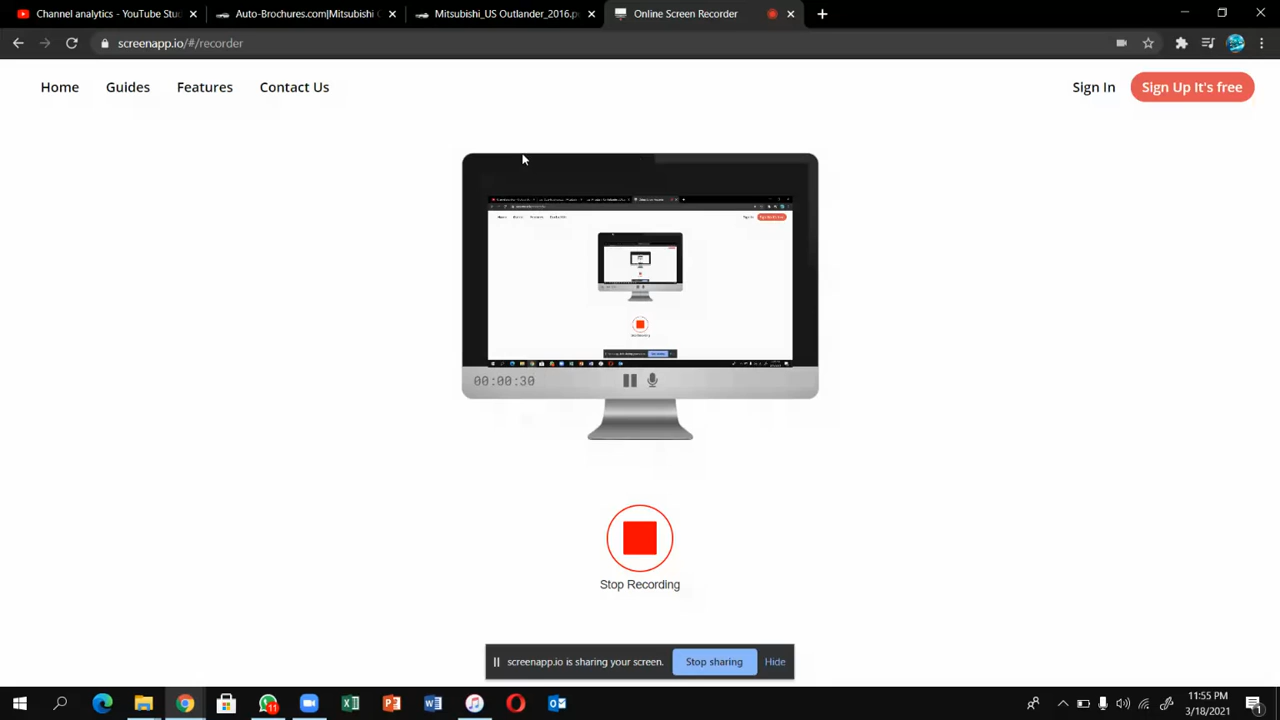 Channel analytics - YouTube Stu
Auto-Brochures.com|Mitsubishi C
Mitsubishi_US Outlander_2016.p
Online Screen Recorder
screenapp.io/#/recorder
Home
Guides
Features
Contact Us
Sign In
Sign Up It's free
00:00:30
Stop Recording
screenapp.io is sharing your screen.
Stop sharing
Hide
11
11:55 PM
3/18/2021
1